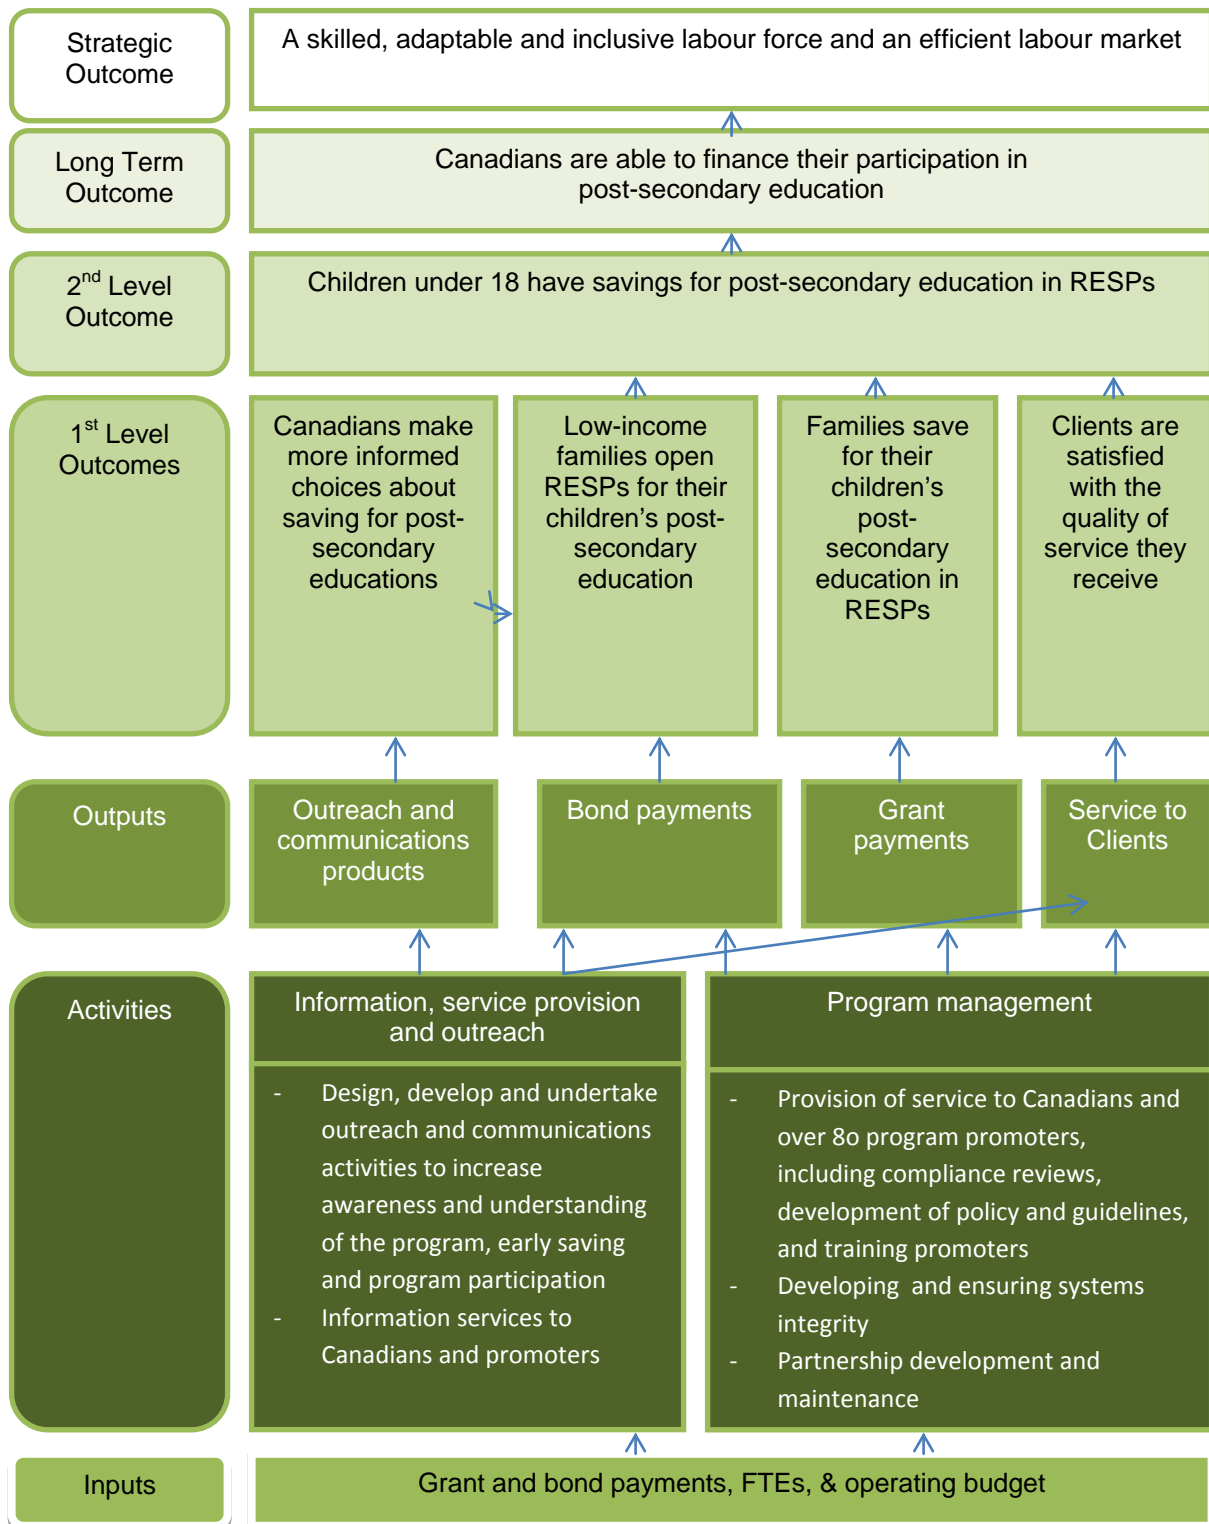 Strategic
Outcome
A skilled, adaptable and inclusive labour force and an efficient labour market
Long Term
Outcome
Canadians are able to finance their participation in
post-secondary education
2nd Level
Outcome
Children under 18 have savings for post-secondary education in RESPs
1st Level
Outcomes
Canadians make
more informed
choices about
saving for post-
secondary
educations
Low-income
families open
RESPs for their
children's post-
secondary
education
Families save
for their
children's
post-
secondary
education in
RESPs
Clients are
satisfied
with the
quality of
service they
receive
Outputs
Outreach and
communications
products
Bond payments
Grant
payments
Service to
Clients
Activities
Information, service provision
and outreach
- Design, develop and undertake
outreach and communications
activities to increase
awareness and understanding
of the program, early saving
and program participation
- Information services to
Canadians and promoters
Program management
- Provision of service to Canadians and
over 8o program promoters,
including compliance reviews,
development of policy and guidelines,
and training promoters
- Developing and ensuring systems
integrity
- Partnership development and
maintenance
Inputs
Grant and bond payments, FTEs, & operating budget